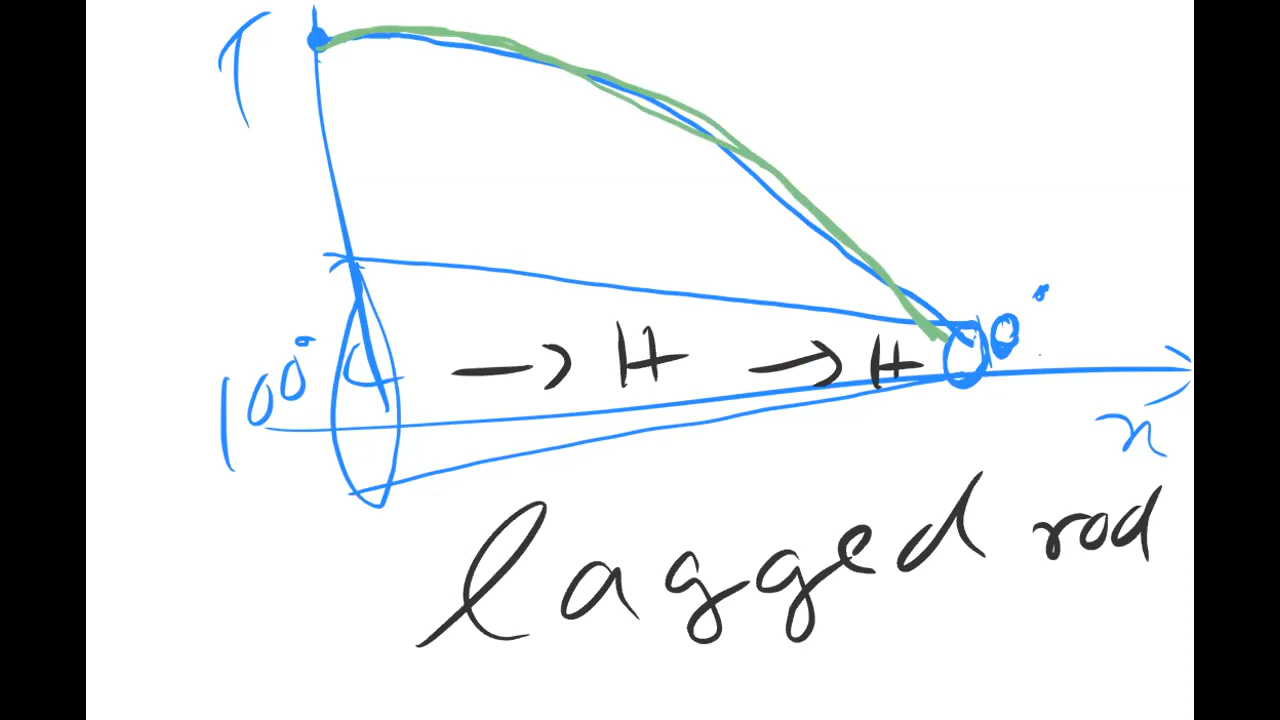 T
100° → H → H 0°
x
lagged rod